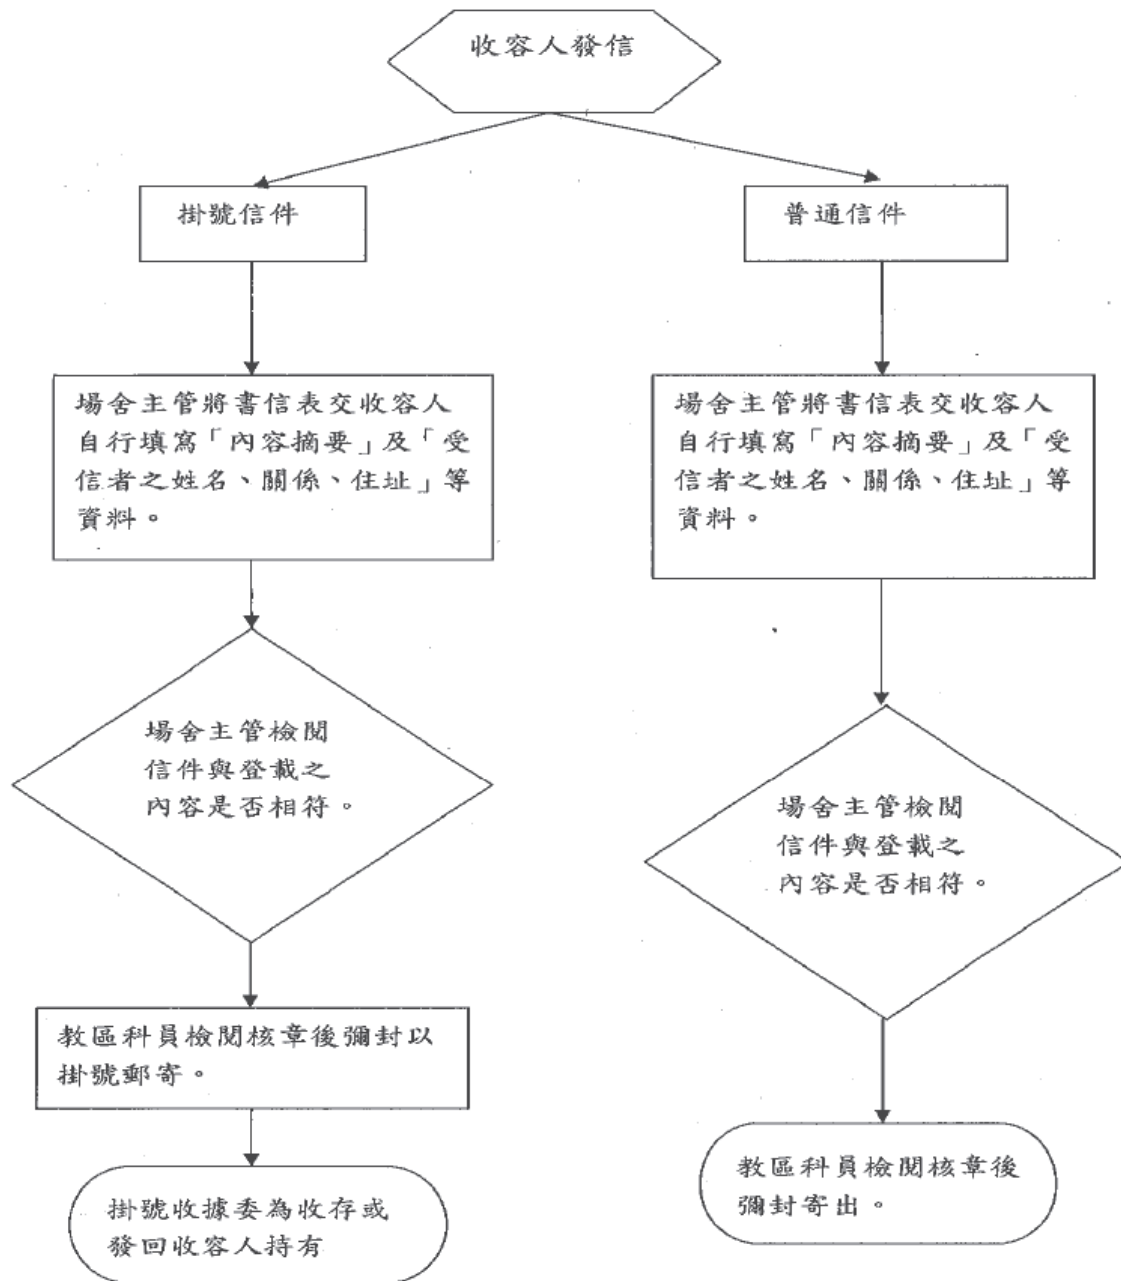 收容人發信
掛號信件
普通信件
場舍主管將書信表交收容人
自行填寫「內容摘要」及「受
信者之姓名、關係、住址」等
資料。
場舍主管將書信表交收容人
自行填寫「內容摘要」及「受
信者之姓名、關係、住址」等
資料。
場舍主管檢閱
信件與登載之
內容是否相符。
場舍主管檢閱
信件與登載之
內容是否相符。
教區科員檢閱核章後彌封以
掛號郵寄。
教區科員檢閱核章後
彌封寄出。
掛號收據委為收存或
發回收容人持有